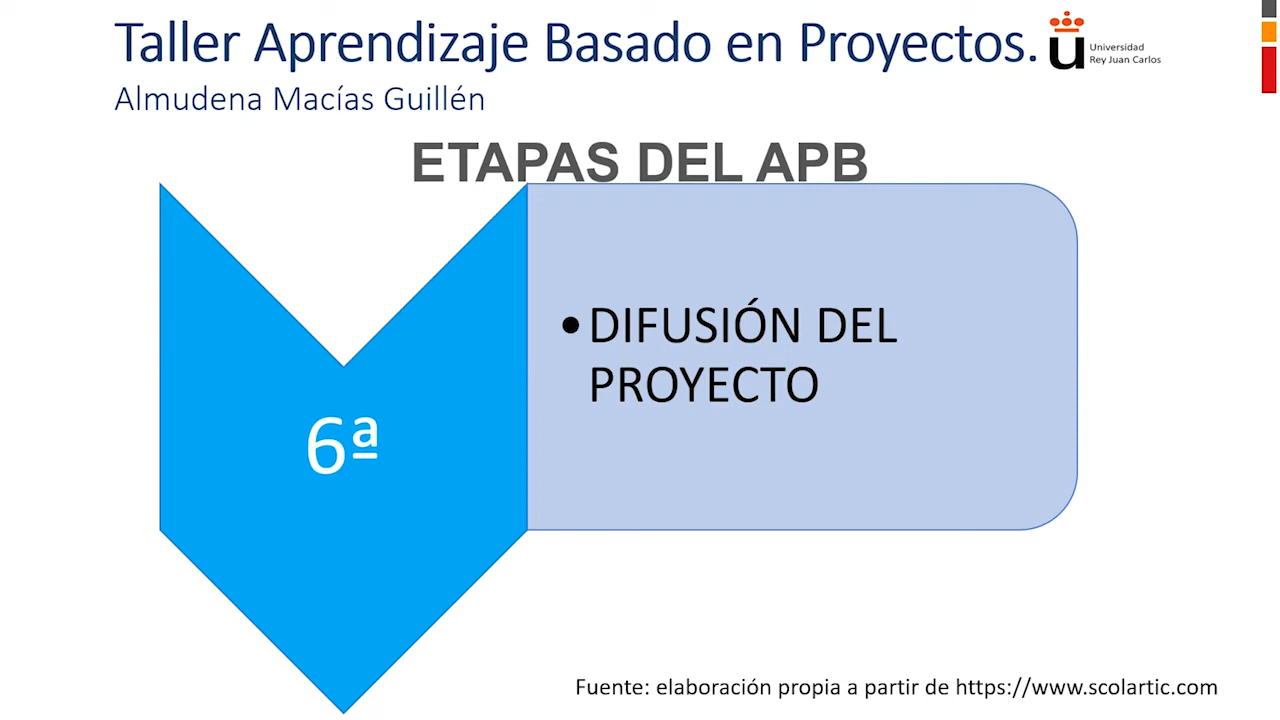 Taller Aprendizaje Basado en Proyectos.
Universidad
Rey Juan Carlos
Almudena Macías Guillén
ETAPAS DEL APB
6ª
•DIFUSIÓN DEL
PROYECTO
Fuente: elaboración propia a partir de https://www.scolartic.com